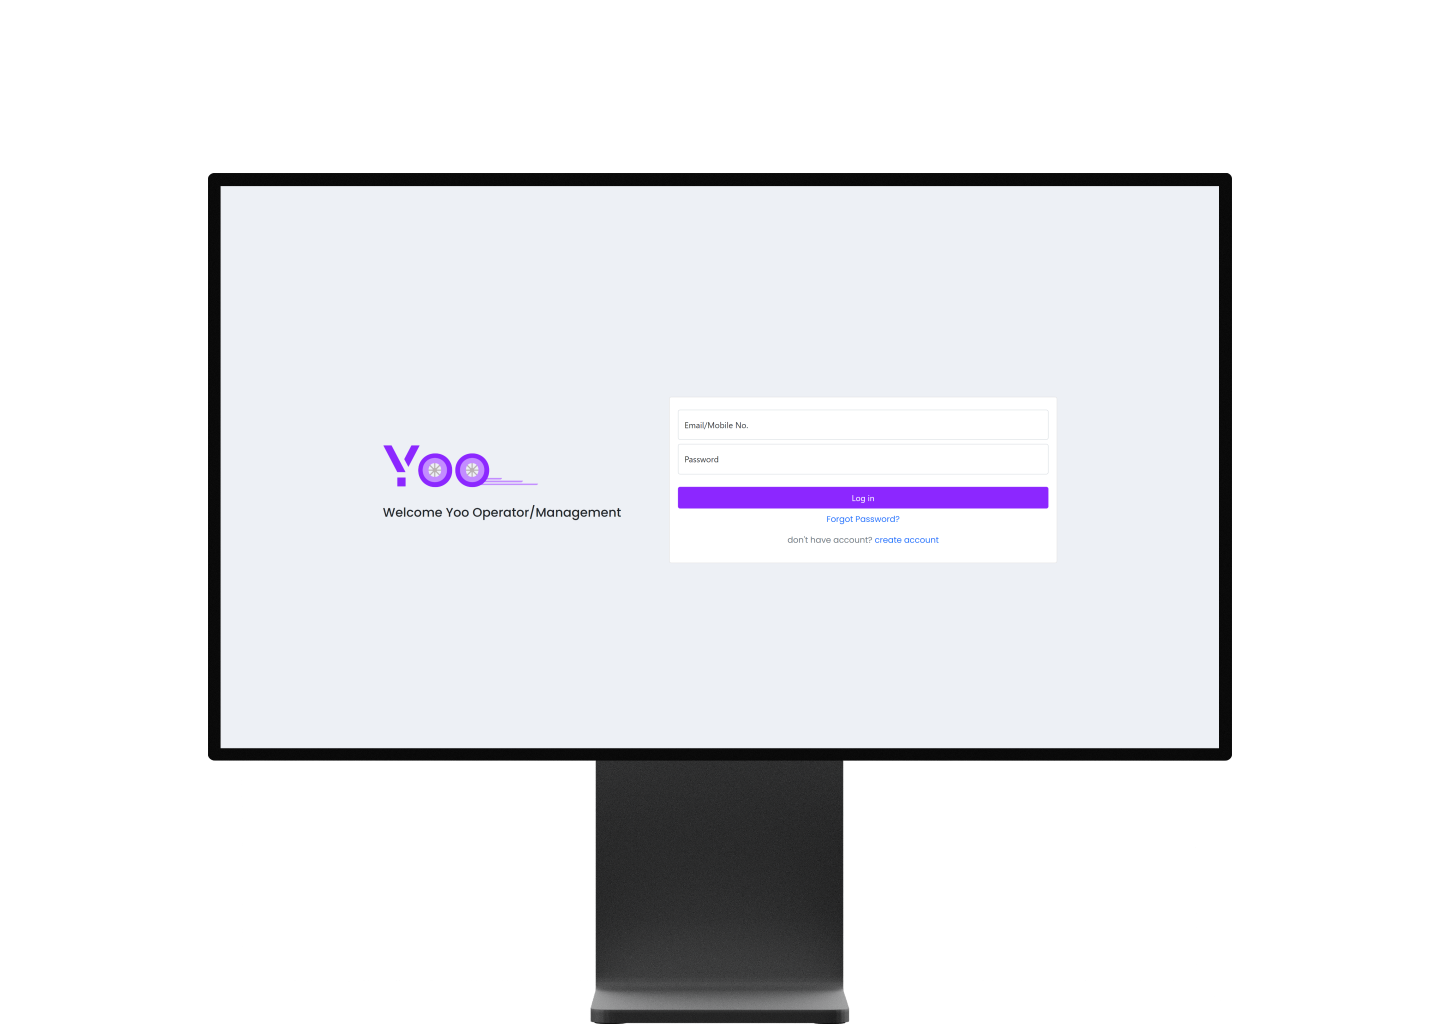 Yoo
Welcome Yoo Operator/Management
Email/Mobile No.
Password
Log in
Forgot Password?
don't have account? create account